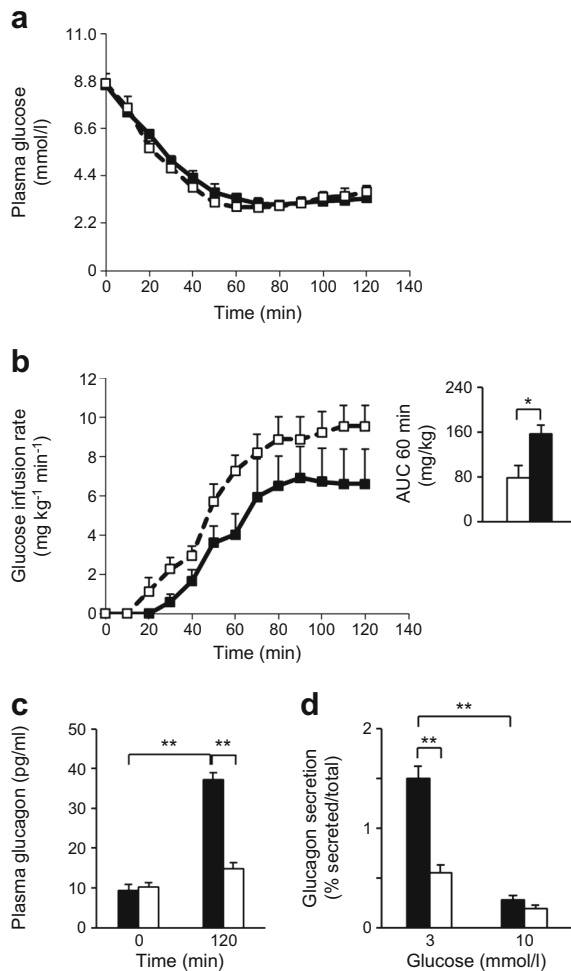 a
Plasma glucose
(mmol/l)
11.0
8.8
6.6
4.4
2.2
0
0 20 40 60 80 100 120 140
Time (min)
b
Glucose infusion rate
(mg kg⁻¹ min⁻¹)
12
10
8
6
4
2
0
0 20 40 60 80 100 120 140
Time (min)
AUC 60 min
(mg/kg)
240
160
80
0
*
c
Plasma glucagon (pg/ml)
50
40
30
20
10
0
** **
0 120
Time (min)
d
Glucagon secretion
(% secreted/total)
2
1
0
**
**
3 10
Glucose (mmol/l)